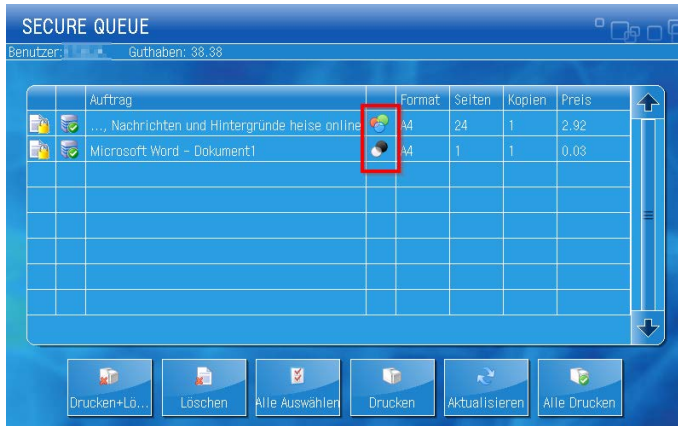 SECURE QUEUE
Benutzer: Guthaben: 38.38
Auftrag Format Seiten Kopien Preis
..., Nachrichten und Hintergründe heise online A4 24 1 2.92
Microsoft Word - Dokument1 A4 1 1 0.03
Drucken+Lö... Löschen Alle Auswählen Drucken Aktualisieren Alle Drucken